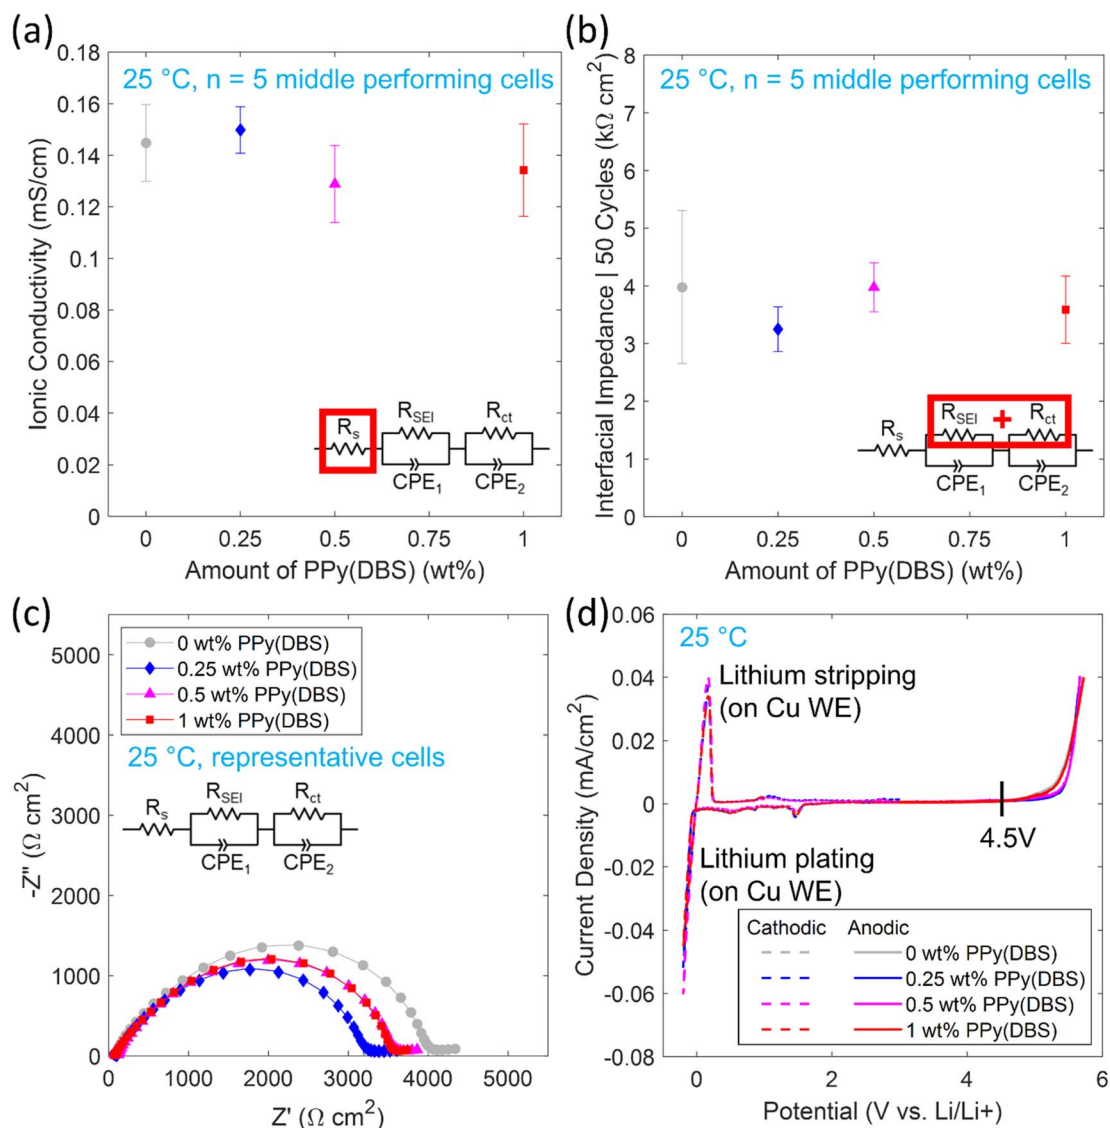 (a)
25 °C, n = 5 middle performing cells
Ionic Conductivity (mS/cm)
0.18
0.16
0.14
0.12
0.1
0.08
0.06
0.04
0.02
0
R_s
R_SEI
R_ct
CPE_1
CPE_2
0 0.25 0.5 0.75 1
Amount of PPy(DBS) (wt%)
(b)
25 °C, n = 5 middle performing cells
Interfacial Impedance | 50 Cycles (kΩ cm²)
8
7
6
5
4
3
2
1
0
R_s
R_SEI
+
R_ct
CPE_1
CPE_2
0 0.25 0.5 0.75 1
Amount of PPy(DBS) (wt%)
(c)
0 wt% PPy(DBS)
0.25 wt% PPy(DBS)
0.5 wt% PPy(DBS)
1 wt% PPy(DBS)
25 °C, representative cells
R_s
R_SEI
R_ct
CPE_1
CPE_2
-Z" (Ω cm²)
5000
4000
3000
2000
1000
0
0 1000 2000 3000 4000 5000
Z' (Ω cm²)
(d)
25 °C
Lithium stripping
(on Cu WE)
4.5V
Lithium plating
(on Cu WE)
Cathodic Anodic
0 wt% PPy(DBS)
0.25 wt% PPy(DBS)
0.5 wt% PPy(DBS)
1 wt% PPy(DBS)
Current Density (mA/cm²)
0.06
0.04
0.02
0
-0.02
-0.04
-0.06
-0.08
0 2 4 6
Potential (V vs. Li/Li+)